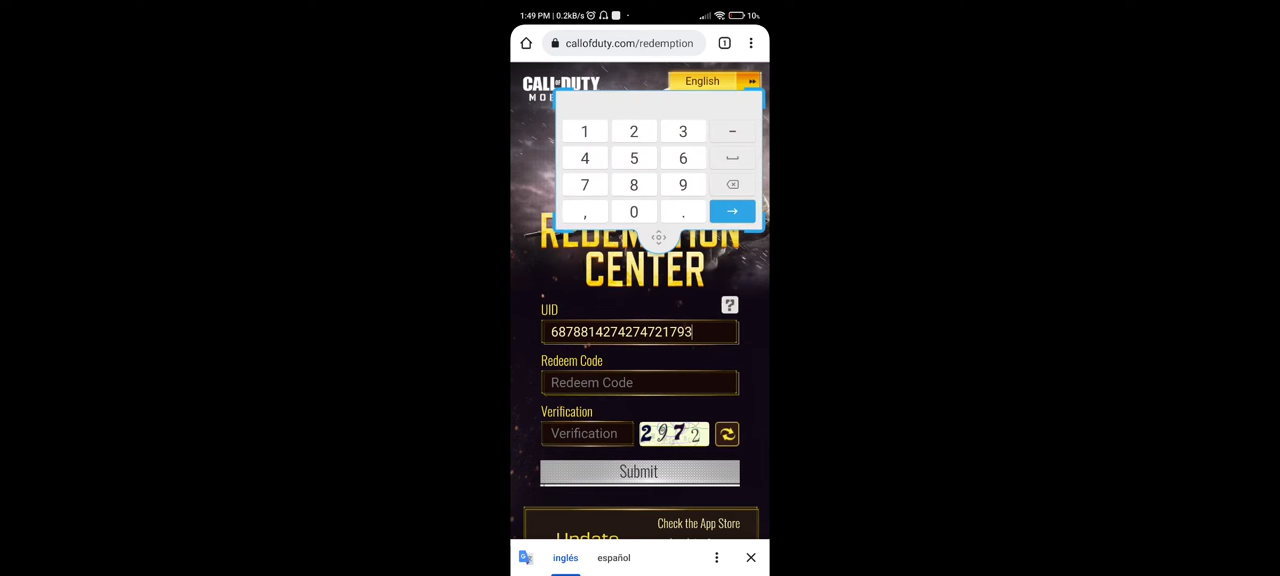 1:49 PM | 0.2kB/s
10%
callofduty.com/redemption
1
CALL OF DUTY
English
1 2 3 -
4 5 6
7 8 9
, 0 .
REDEMPTION
CENTER
UID
?
6878814274274721793
Redeem Code
Redeem Code
Verification
Verification
2972
Submit
Check the App Store
Update
inglés español